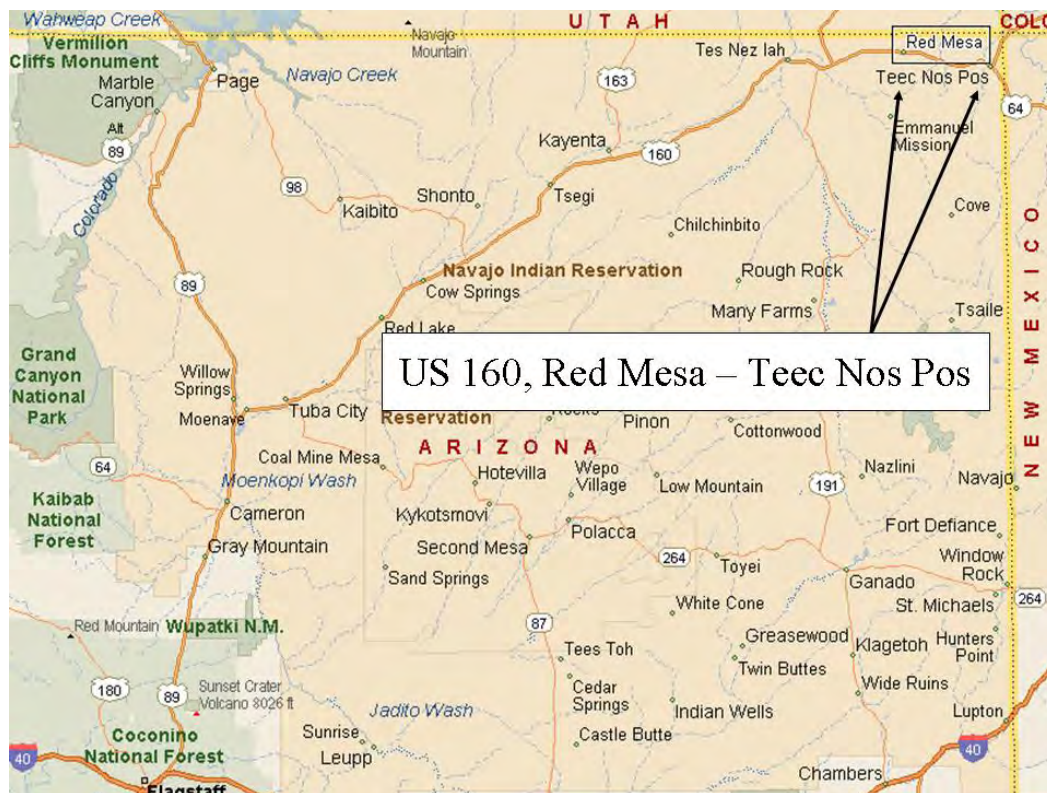 Wahweap Creek
UTAH
COLO
Vermilion
Cliffs Monument
Navajo
Mountain
Tes Nez Iah
Red Mesa
Page
Navajo Creek
Marble
Canyon
163
Teec Nos Pos
64
Alt
89
Emmanuel
Mission
Kayenta
160
98
Shonto
Tsegi
Kaibito
Cove
Colorado
Chilchinbito
NEW MEXICO
89
Navajo Indian Reservation
Rough Rock
Cow Springs
Many Farms
Tsaile
Red Lake
Grand
Canyon
National
Park
Willow
Springs
US 160, Red Mesa – Teec Nos Pos
Moenave
Tuba City
Reservation
Rocks
Pinon
Cottonwood
ARIZONA
Coal Mine Mesa
64
Moenkopi Wash
Hotevilla
Wepo
Village
Low Mountain
191
Nazlini
Navajo
Kaibab
National
Forest
Cameron
Kykotsmovi
Polacca
Fort Defiance
Gray Mountain
Second Mesa
264
Toyei
Window
Rock
Sand Springs
Ganado
264
White Cone
St. Michaels
Red Mountain
Wupatki N.M.
87
Greasewood
Klagetoh
Hunters
Point
Tees Toh
Twin Buttes
180
89
Sunset Crater
Volcano 8026 ft
Cedar
Springs
Wide Ruins
Jadito Wash
Indian Wells
Lupton
Coconino
National Forest
Sunrise
Leupp
Castle Butte
40
40
Chambers
Flagstaff